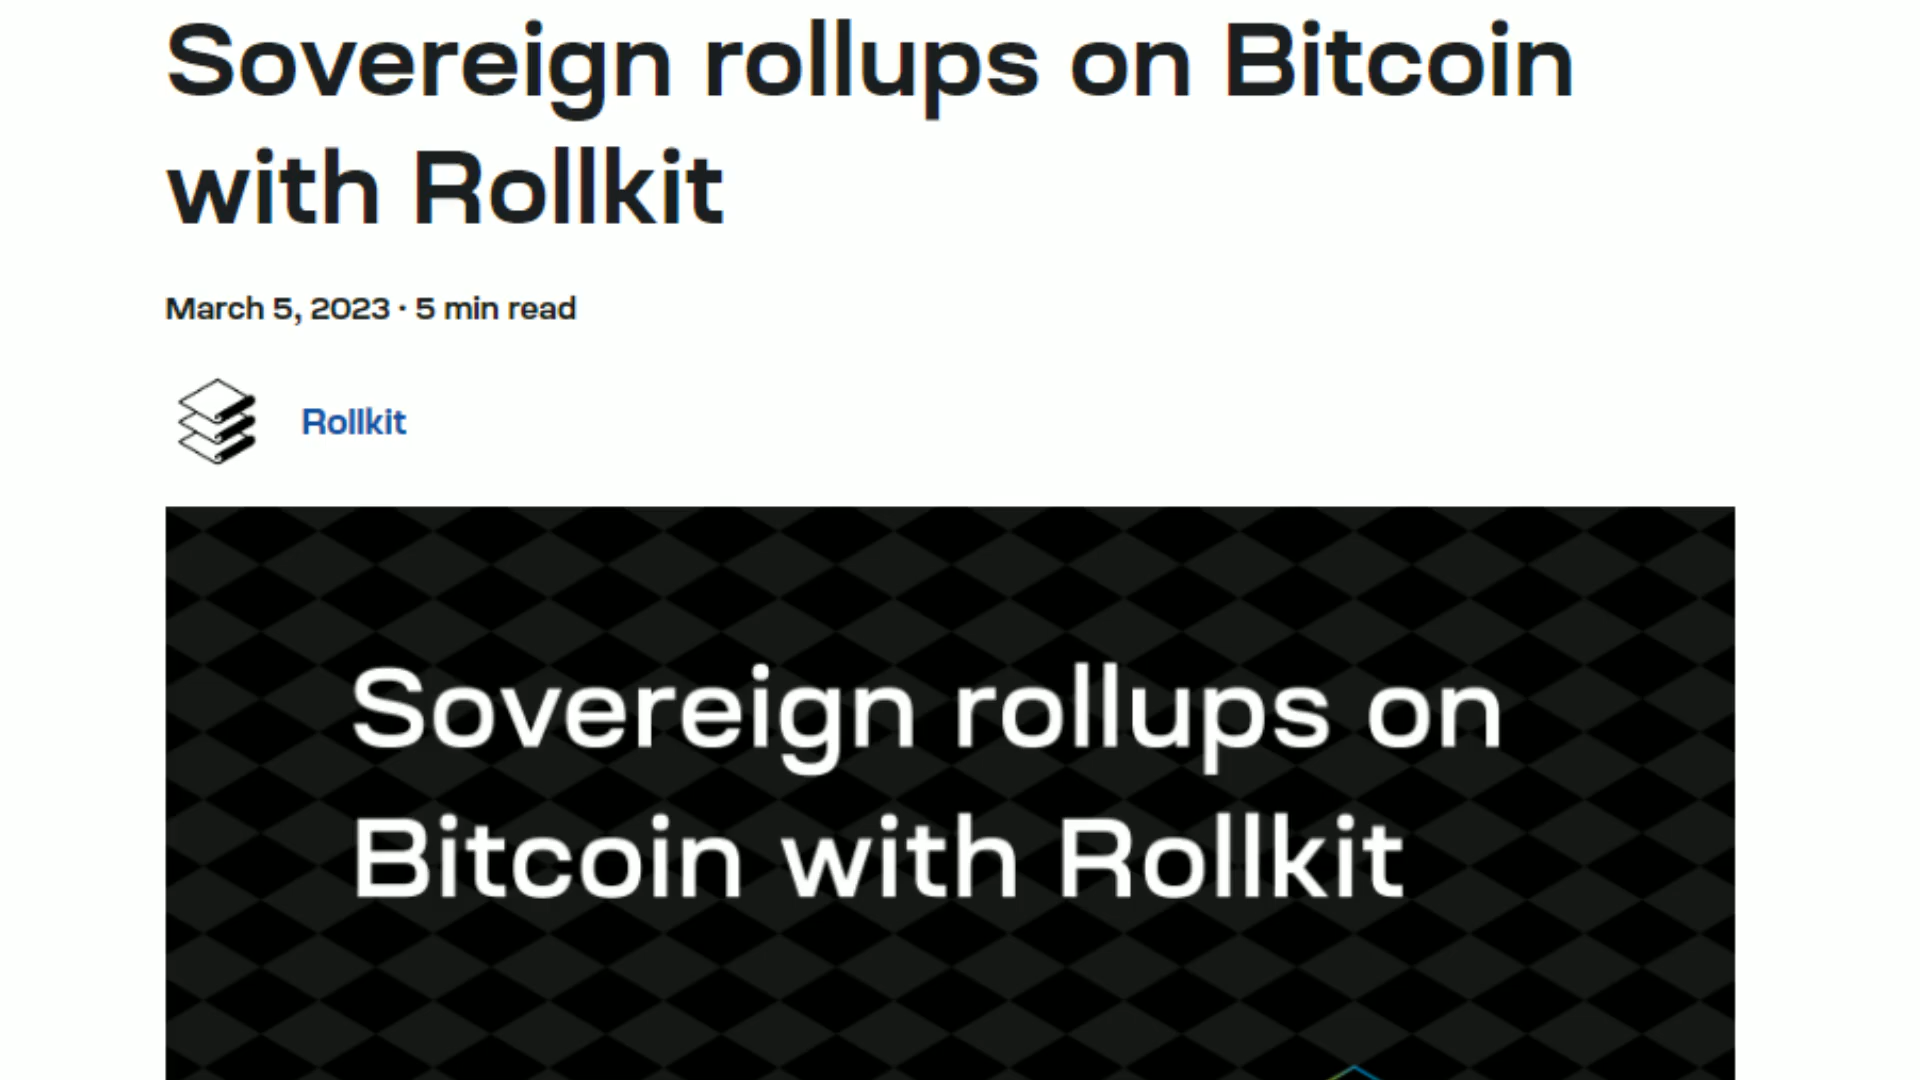 Sovereign rollups on Bitcoin
with Rollkit
March 5, 2023 · 5 min read
Rollkit
Sovereign rollups on
Bitcoin with Rollkit